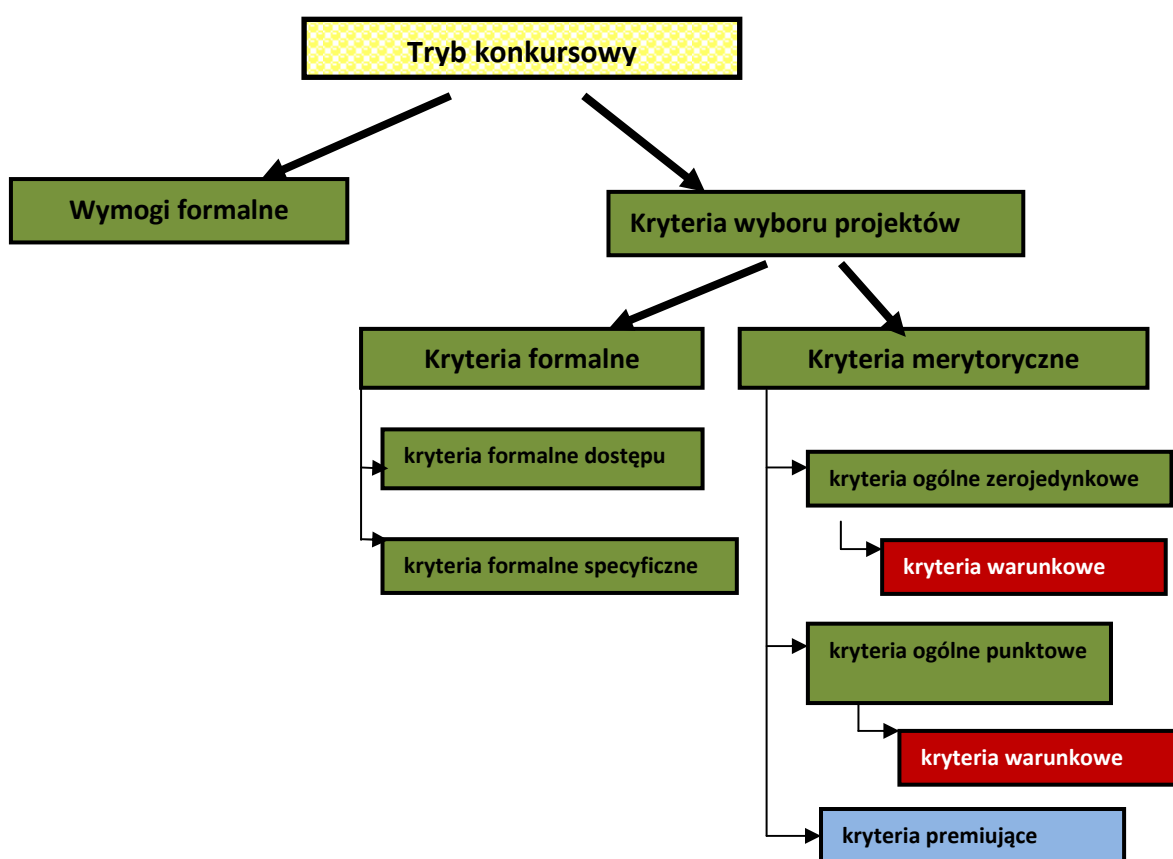 Tryb konkursowy
Wymogi formalne
Kryteria wyboru projektów
Kryteria formalne
Kryteria merytoryczne
kryteria formalne dostępu
kryteria ogólne zerojedynkowe
kryteria formalne specyficzne
kryteria warunkowe
kryteria ogólne punktowe
kryteria warunkowe
kryteria premiujące